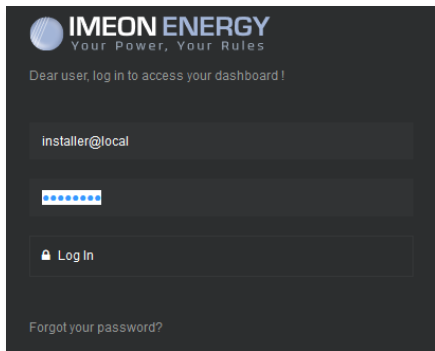 IMEON ENERGY
Your Power, Your Rules
Dear user, log in to access your dashboard !
installer@local
••••••••
Log In
Forgot your password?